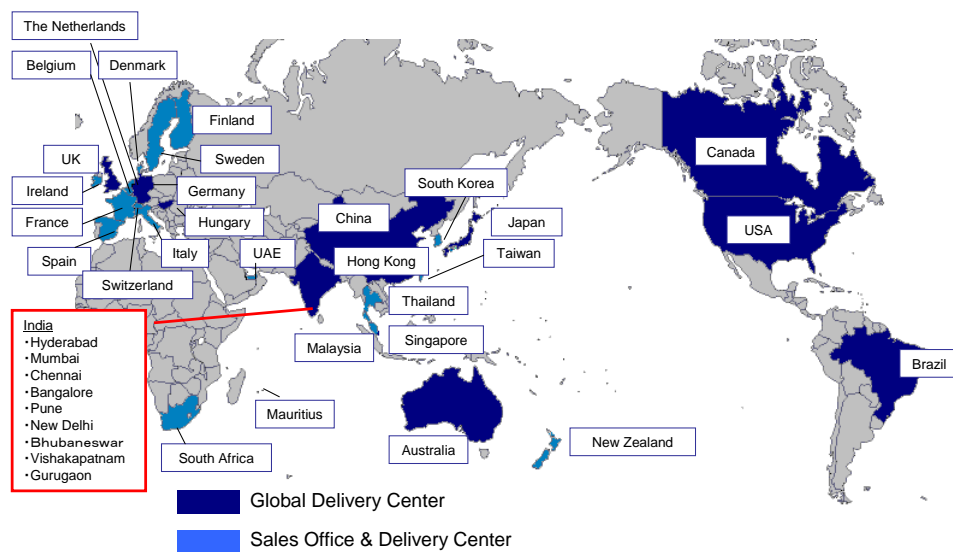 The Netherlands
Belgium
Denmark
Finland
UK
Sweden
Ireland
Germany
South Korea
Canada
France
Hungary
China
Japan
USA
Spain
Italy
UAE
Hong Kong
Taiwan
Switzerland
Thailand
India
・Hyderabad
・Mumbai
・Chennai
・Bangalore
・Pune
・New Delhi
・Bhubaneswar
・Vishakapatnam
・Gurugaon
Malaysia
Singapore
Brazil
Mauritius
South Africa
Australia
New Zealand
Global Delivery Center
Sales Office & Delivery Center